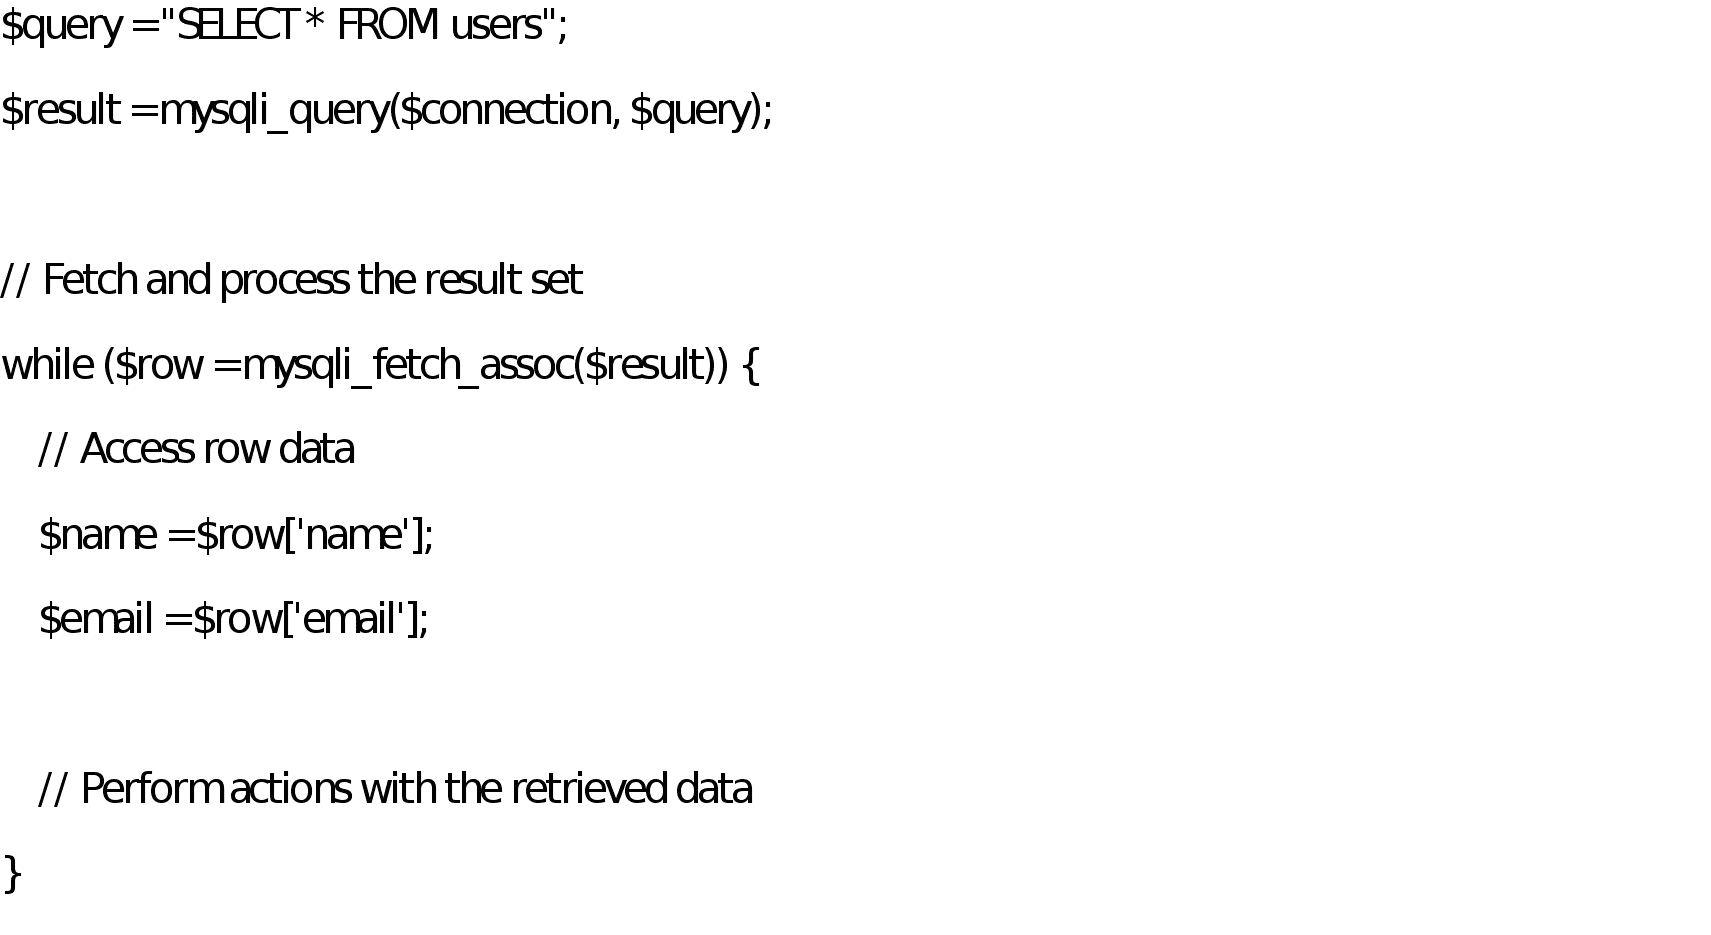 $query = "SELECT * FROM users";
$result = mysqli_query($connection, $query);
// Fetch and process the result set
while ($row = mysqli_fetch_assoc($result)) {
// Access row data
$name = $row['name'];
$email = $row['email'];
// Perform actions with the retrieved data
}